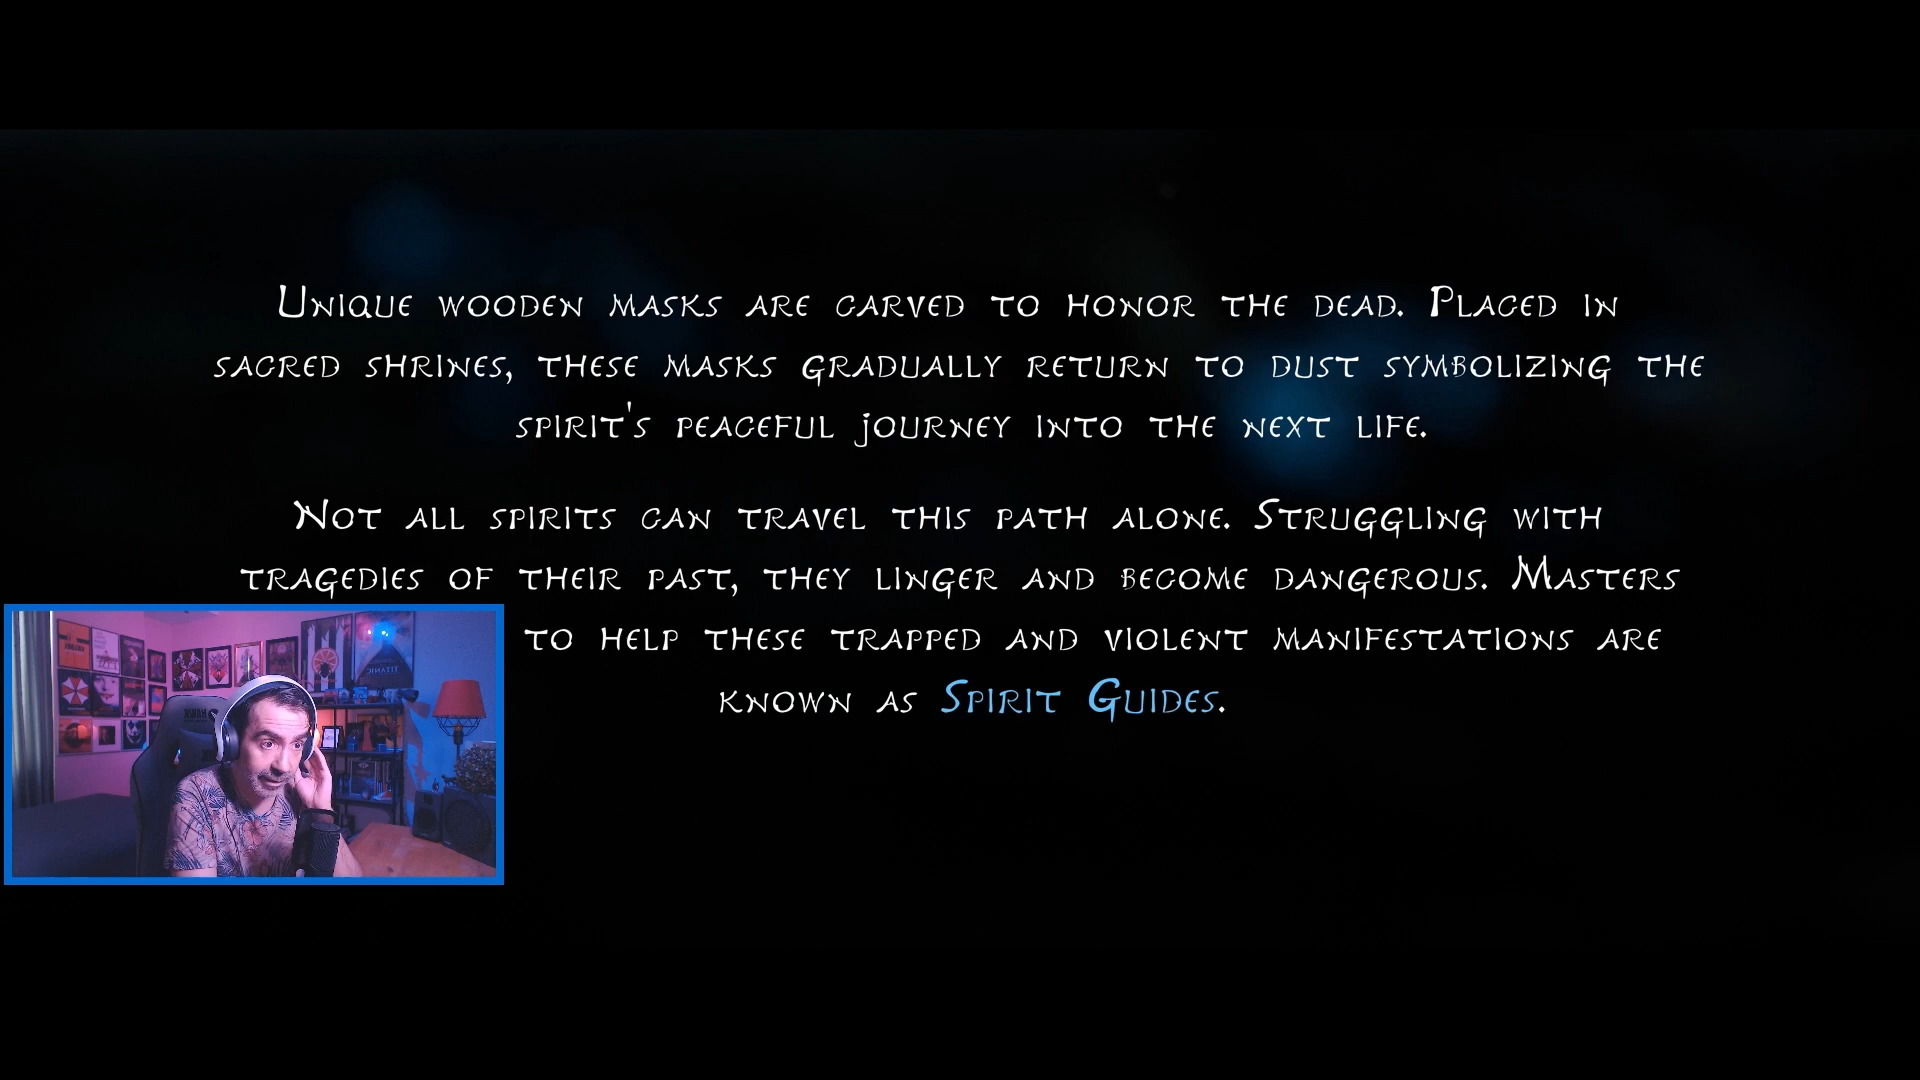 Unique wooden masks are carved to honor the dead. Placed in
sacred shrines, these masks gradually return to dust symbolizing the
spirit's peaceful journey into the next life.
Not all spirits can travel this path alone. Struggling with
tragedies of their past, they linger and become dangerous. Masters
to help these trapped and violent manifestations are
known as Spirit Guides.
TITANIC